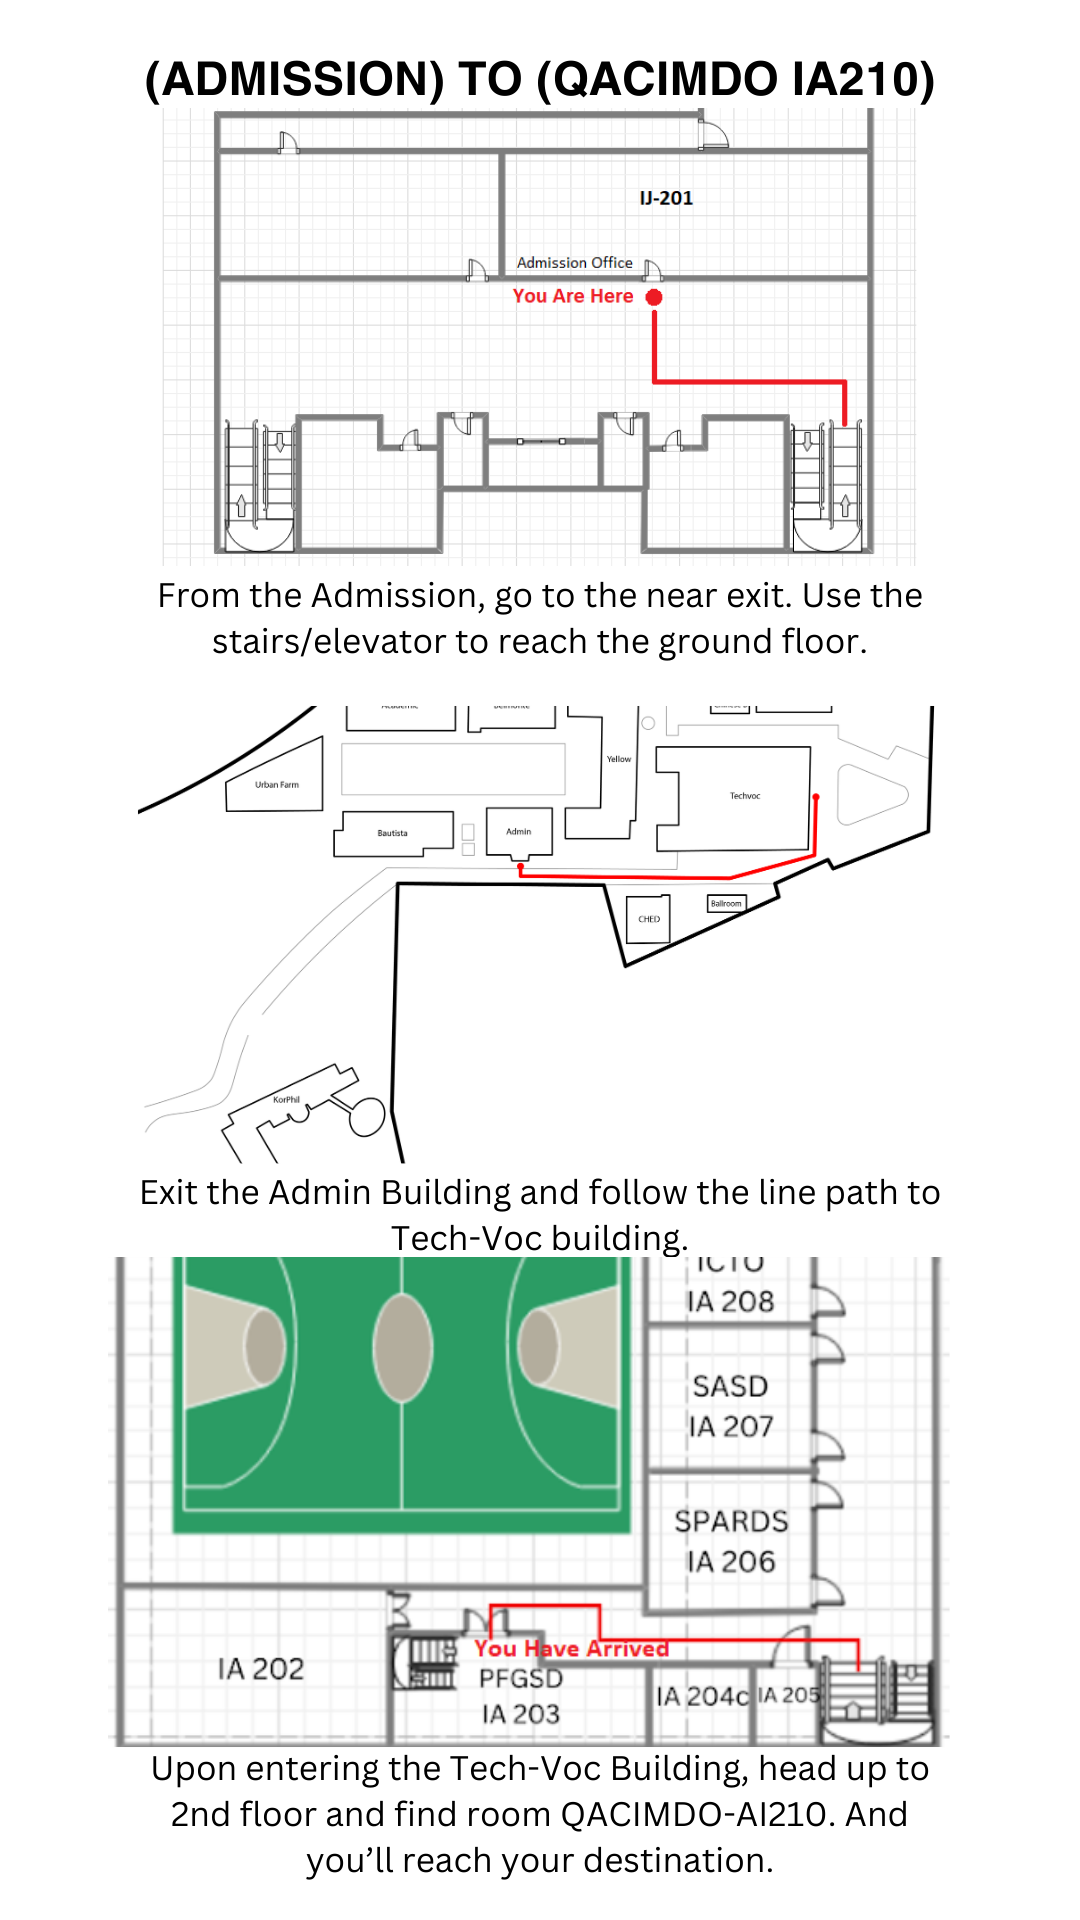 (ADMISSION) TO (QACIMDO IA210)
IJ-201
Admission Office
You Are Here
From the Admission, go to the near exit. Use the
stairs/elevator to reach the ground floor.
Academic
Belmonte
Yellow
Urban Farm
Techvoc
Bautista
Admin
CHED
Ballroom
KorPhil
Exit the Admin Building and follow the line path to
Tech-Voc building.
ICTO
IA 208
SASD
IA 207
SPARDS
IA 206
You Have Arrived
IA 202
PFGSD
IA 203
IA 204c
IA 205
Upon entering the Tech-Voc Building, head up to
2nd floor and find room QACIMDO-AI210. And
you’ll reach your destination.